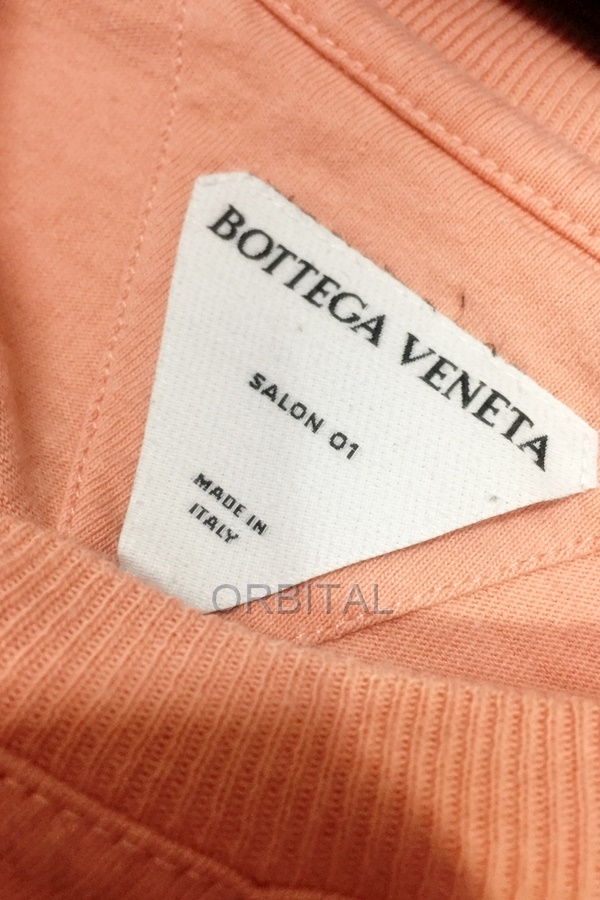 BOTTEGA VENETA
SALON 01
MADE IN
ITALY
ORBITAL